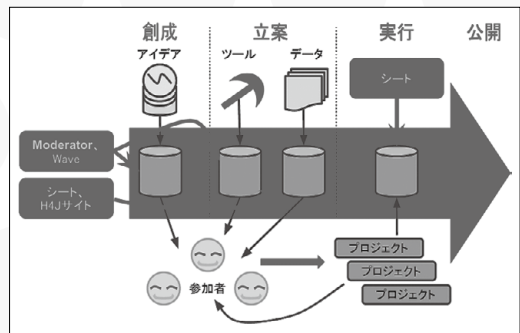 創成
立案
実行
公開
アイデア
ツール
データ
シート
Moderator、
Wave
シート、
H4Jサイト
参加者
プロジェクト
プロジェクト
プロジェクト